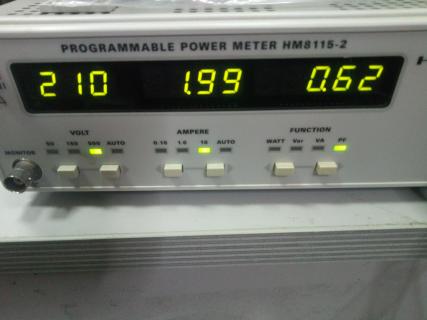 PROGRAMMABLE POWER METER HM8115-2
210 1.99 0.62
VOLT AMPERE FUNCTION
50 150 500 AUTO 0.16 1.6 16 AUTO WATT Var VA PF
MONITOR